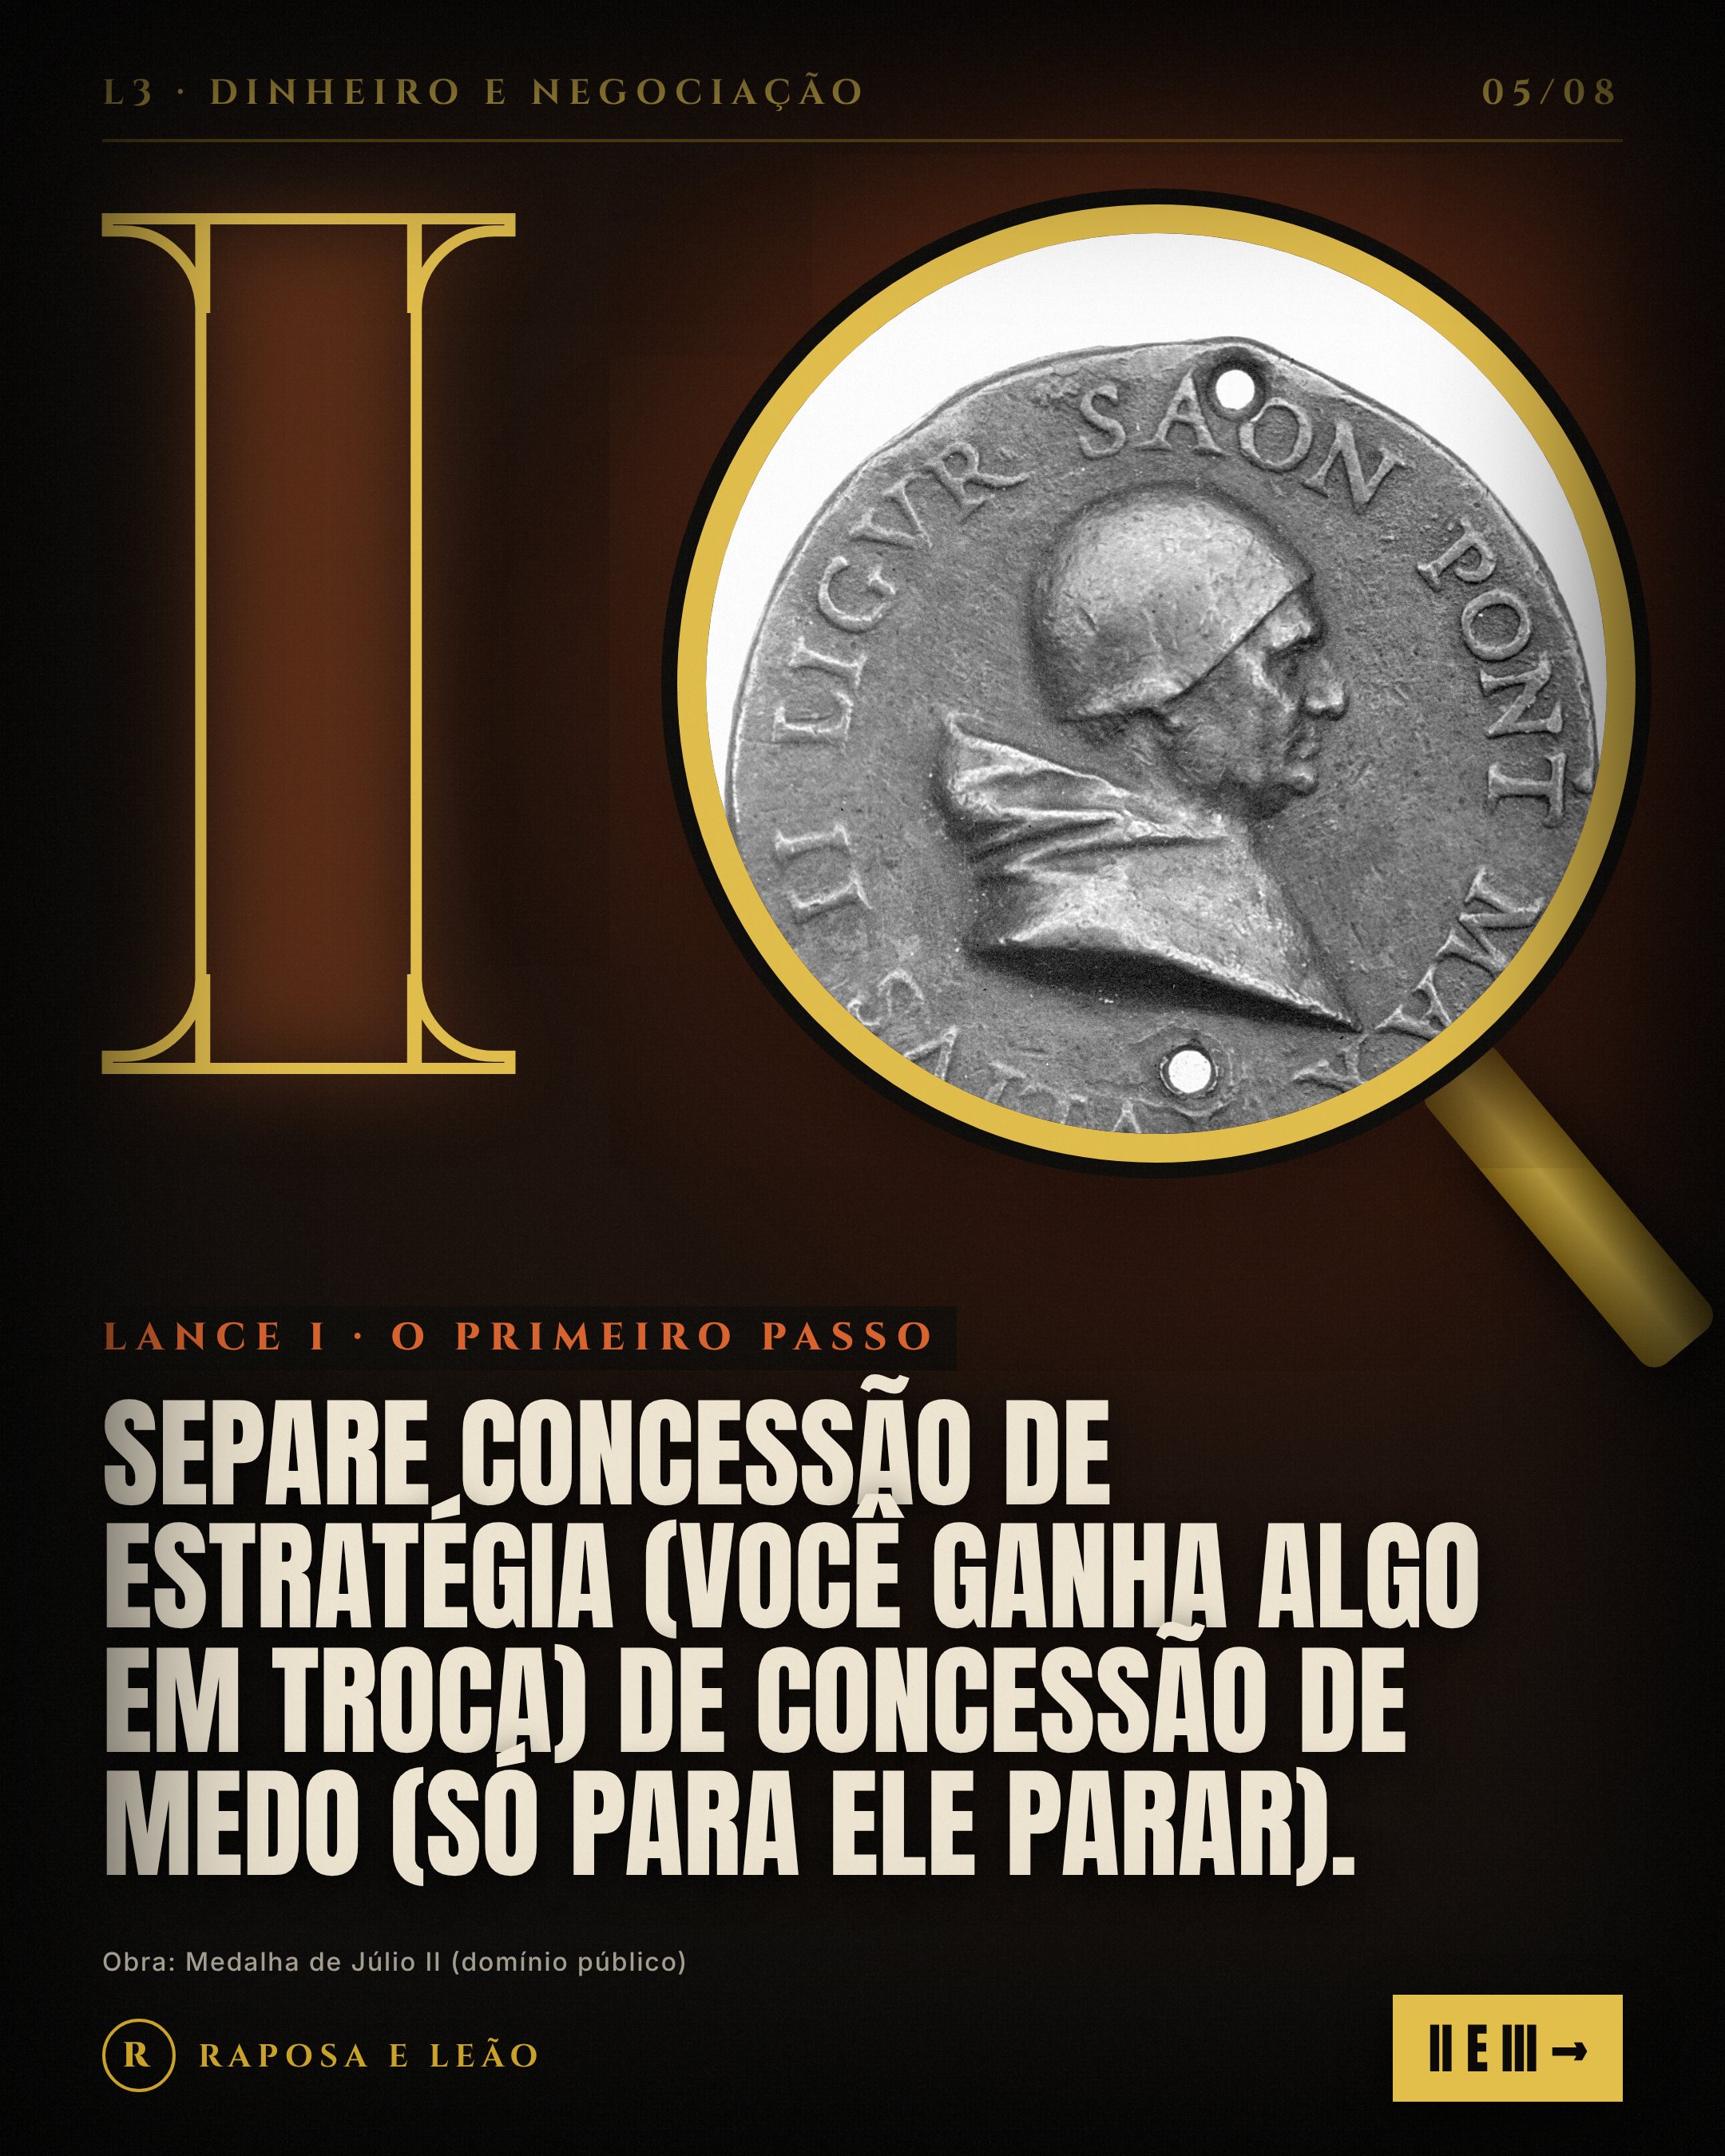 L3 · DINHEIRO E NEGOCIAÇÃO
05/08
I
LIGVR SAON PONT MA
II
LANCE I · O PRIMEIRO PASSO
SEPARE CONCESSÃO DE
ESTRATÉGIA (VOCÊ GANHA ALGO
EM TROCA) DE CONCESSÃO DE
MEDO (SÓ PARA ELE PARAR).
Obra: Medalha de Júlio II (domínio público)
R RAPOSA E LEÃO
II E III →